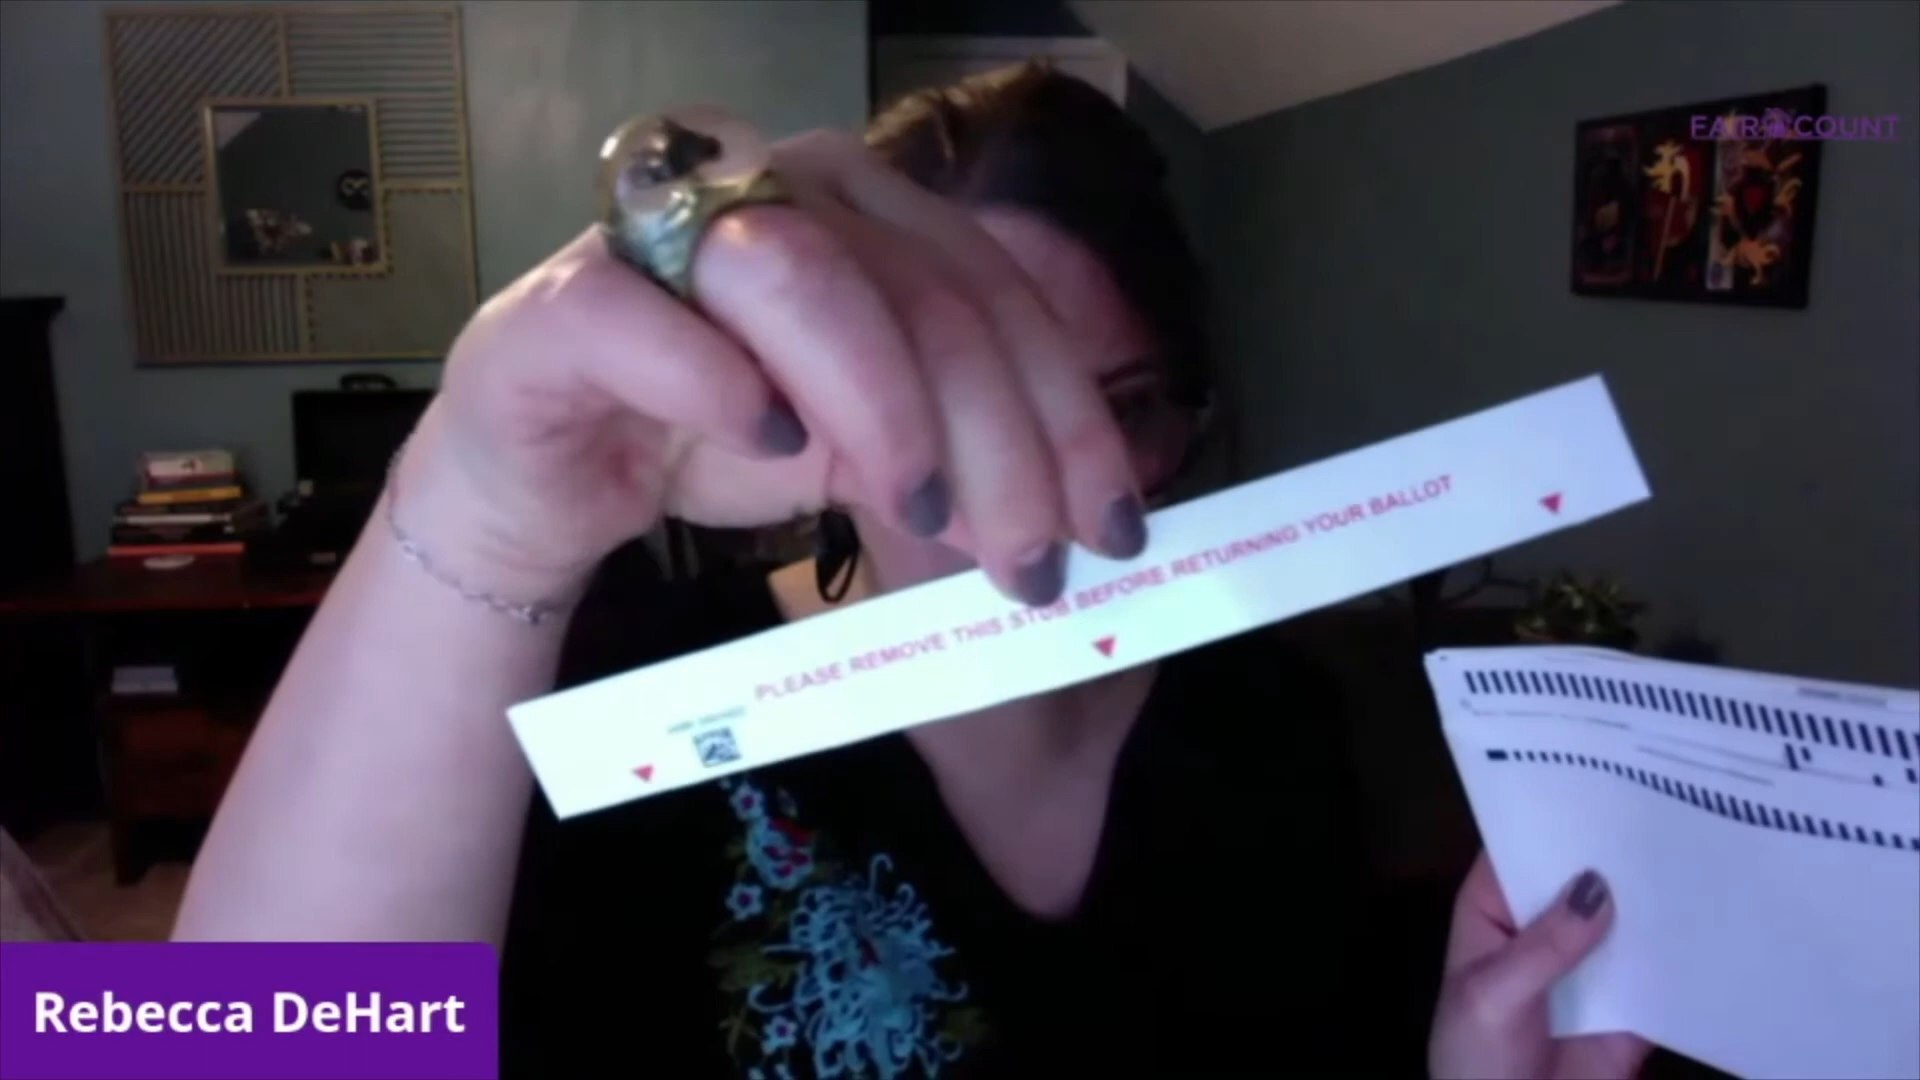 FAIR COUNT
PLEASE REMOVE THIS STUB BEFORE RETURNING YOUR BALLOT
Rebecca DeHart